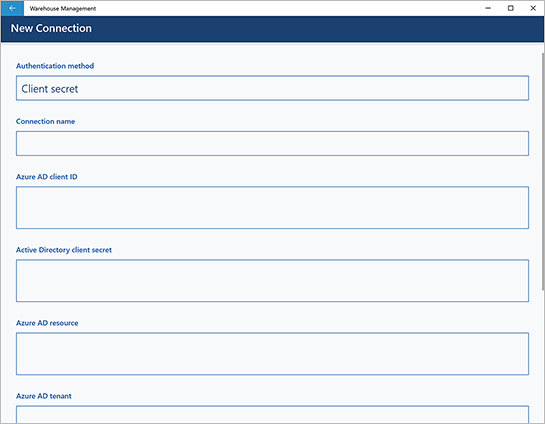 Warehouse Management
New Connection
Authentication method
Client secret
Connection name
Azure AD client ID
Active Directory client secret
Azure AD resource
Azure AD tenant